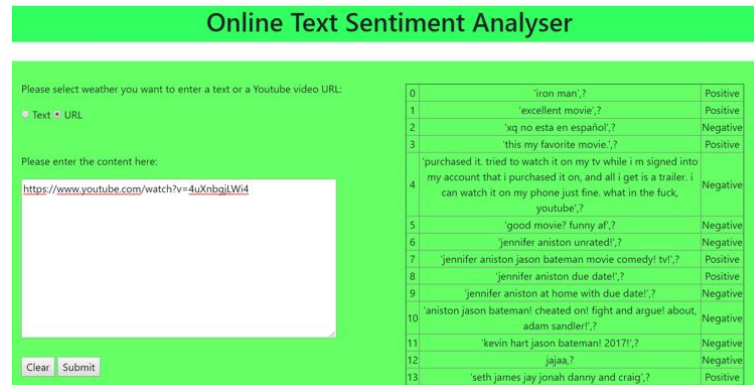 Online Text Sentiment Analyser
Please select weather you want to enter a text or a Youtube video URL:
Text URL
Please enter the content here:
https://www.youtube.com/watch?v=4uXnbgjLWi4
Clear Submit
0 'iron man',? Positive
1 'excellent movie',? Positive
2 'xq no esta en español',? Negative
3 'this my favorite movie.',? Positive
'purchased it. tried to watch it on my tv while i m signed into
my account that i purchased it on, and all i get is a trailer. i
4 can watch it on my phone just fine. what in the fuck, Negative
youtube',?
5 'good movie? funny af',? Negative
6 'jennifer aniston unrated!',? Negative
7 'jennifer aniston jason bateman movie comedy! tv!',? Positive
8 'jennifer aniston due date!',? Positive
9 'jennifer aniston at home with due date!',? Negative
10 'aniston jason bateman! cheated on! fight and argue! about, Negative
adam sandler!',?
11 'kevin hart jason bateman! 2017!',? Negative
12 jajaa,? Negative
13 'seth james jay jonah danny and craig',? Positive